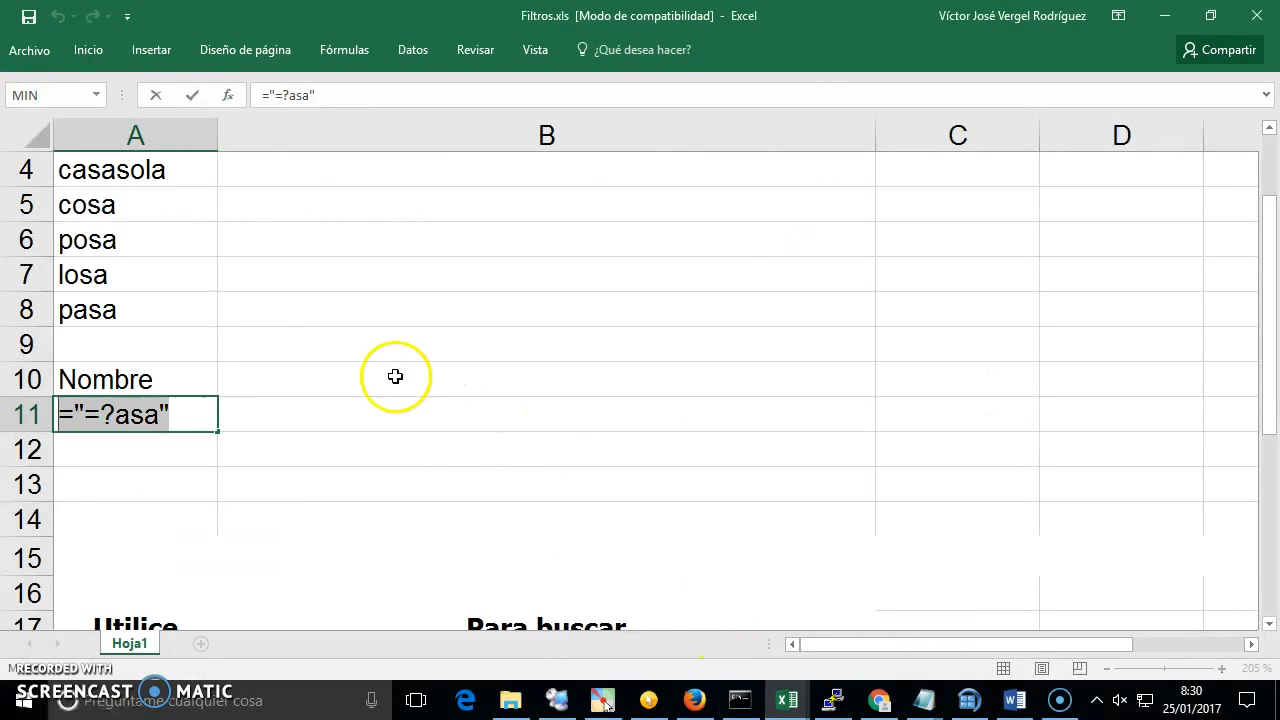 Filtros.xls [Modo de compatibilidad] - Excel
Víctor José Vergel Rodríguez
Archivo Inicio Insertar Diseño de página Fórmulas Datos Revisar Vista ¿Qué desea hacer? Compartir
MIN fx ="=?asa"
A B C D
4 casasola
5 cosa
6 posa
7 losa
8 pasa
9
10 Nombre
11 ="=?asa"
12
13
14
15
16
17 Utilice Para buscar
Hoja1
205 %
RECORDED WITH
SCREENCAST MATIC
Pregúntame cualquier cosa
8:30
25/01/2017